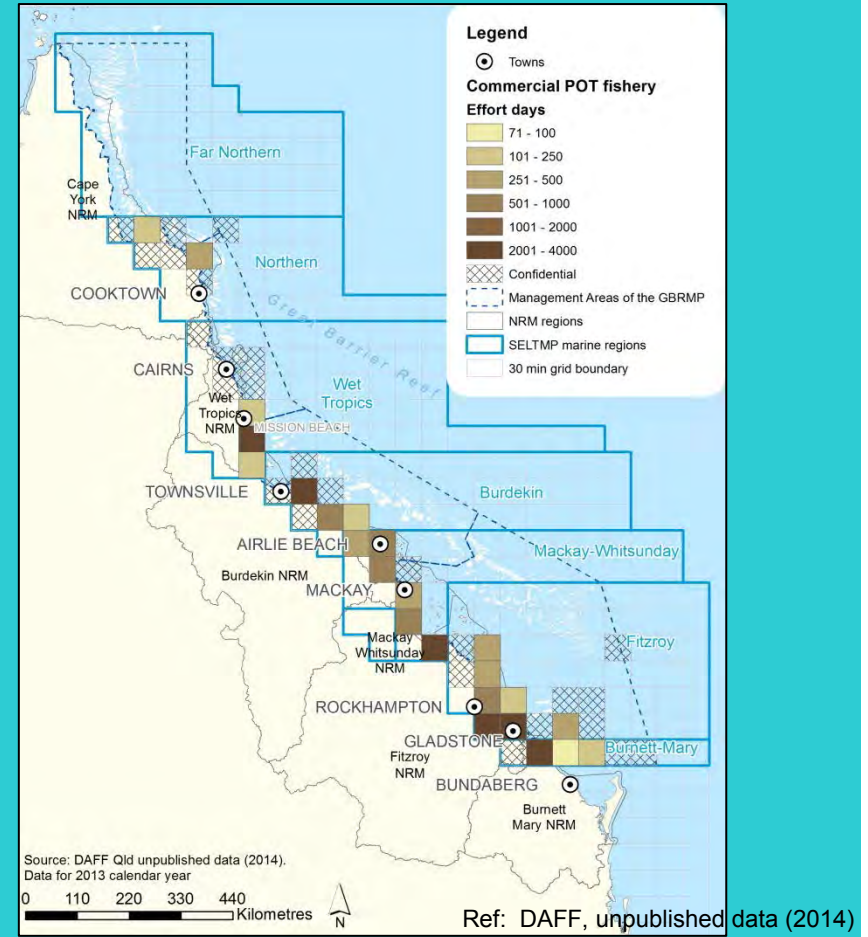 Legend
Towns
Commercial POT fishery
Effort days
71 - 100
101 - 250
251 - 500
501 - 1000
1001 - 2000
2001 - 4000
Confidential
Management Areas of the GBRMP
NRM regions
SELTMP marine regions
30 min grid boundary
Far Northern
Cape
York
NRM
Northern
COOKTOWN
Great Barrier Reef
CAIRNS
Wet
Tropics
Wet
Tropics
NRM
MISSION BEACH
TOWNSVILLE
Burdekin
AIRLIE BEACH
Mackay-Whitsunday
Burdekin NRM
MACKAY
Fitzroy
Mackay
Whitsunday
NRM
ROCKHAMPTON
GLADSTONE
Burnett-Mary
Fitzroy
NRM
BUNDABERG
Burnett
Mary NRM
Source: DAFF Qld unpublished data (2014).
Data for 2013 calendar year
0 110 220 330 440
Kilometres
N
Ref: DAFF, unpublished data (2014)